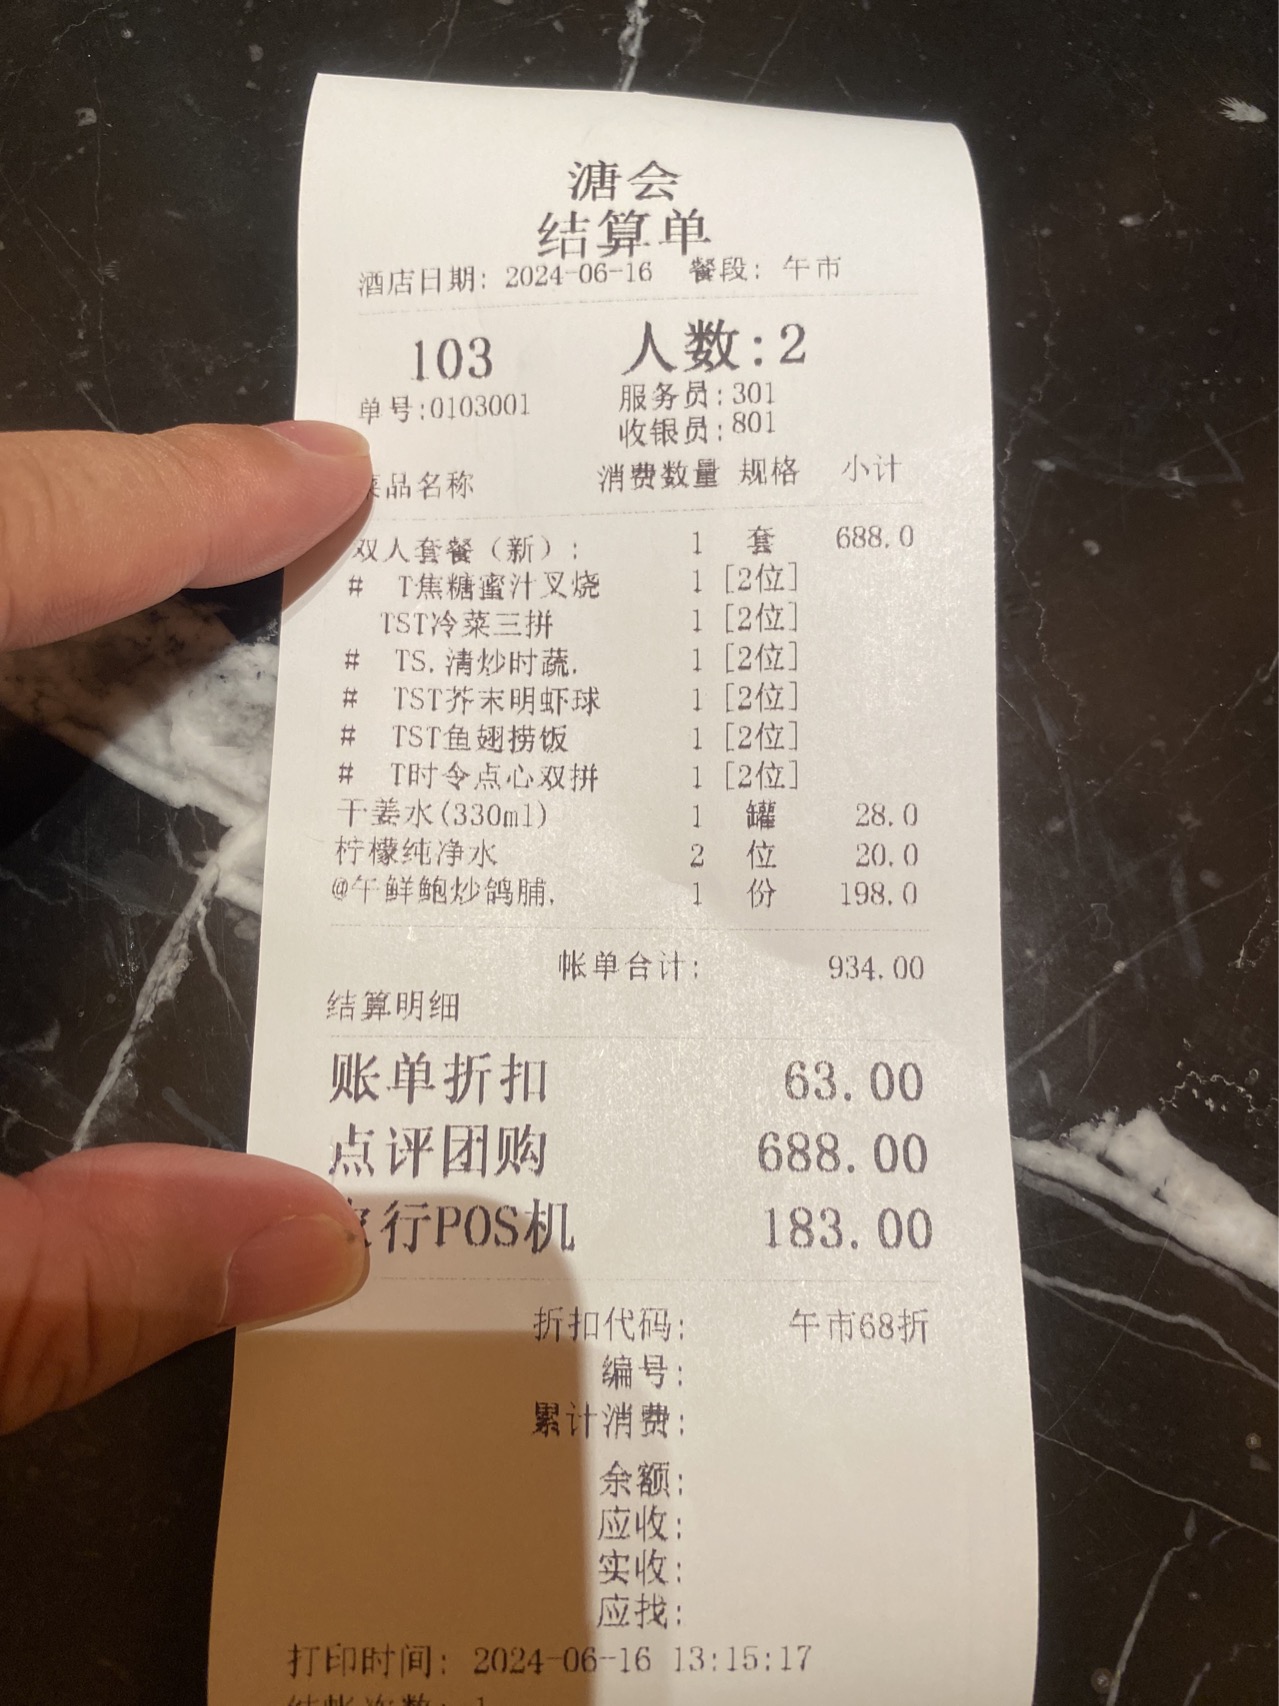 溏会
结算单
酒店日期: 2024-06-16 餐段: 午市
103 人数:2
单号:0103001 服务员:301
收银员:801
菜品名称 消费数量 规格 小计
双人套餐（新）: 1 套 688.0
# T焦糖蜜汁叉烧 1 [2位]
TST冷菜三拼 1 [2位]
# TS.清炒时蔬. 1 [2位]
# TST芥末明虾球 1 [2位]
# TST鱼翅捞饭 1 [2位]
# T时令点心双拼 1 [2位]
干姜水(330ml) 1 罐 28.0
柠檬纯净水 2 位 20.0
@午鲜鲍炒鸽脯. 1 份 198.0
帐单合计: 934.00
结算明细
账单折扣 63.00
点评团购 688.00
行POS机 183.00
折扣代码: 午市68折
编号:
累计消费:
余额:
应收:
实收:
应找:
打印时间: 2024-06-16 13:15:17
结帐次数: 1